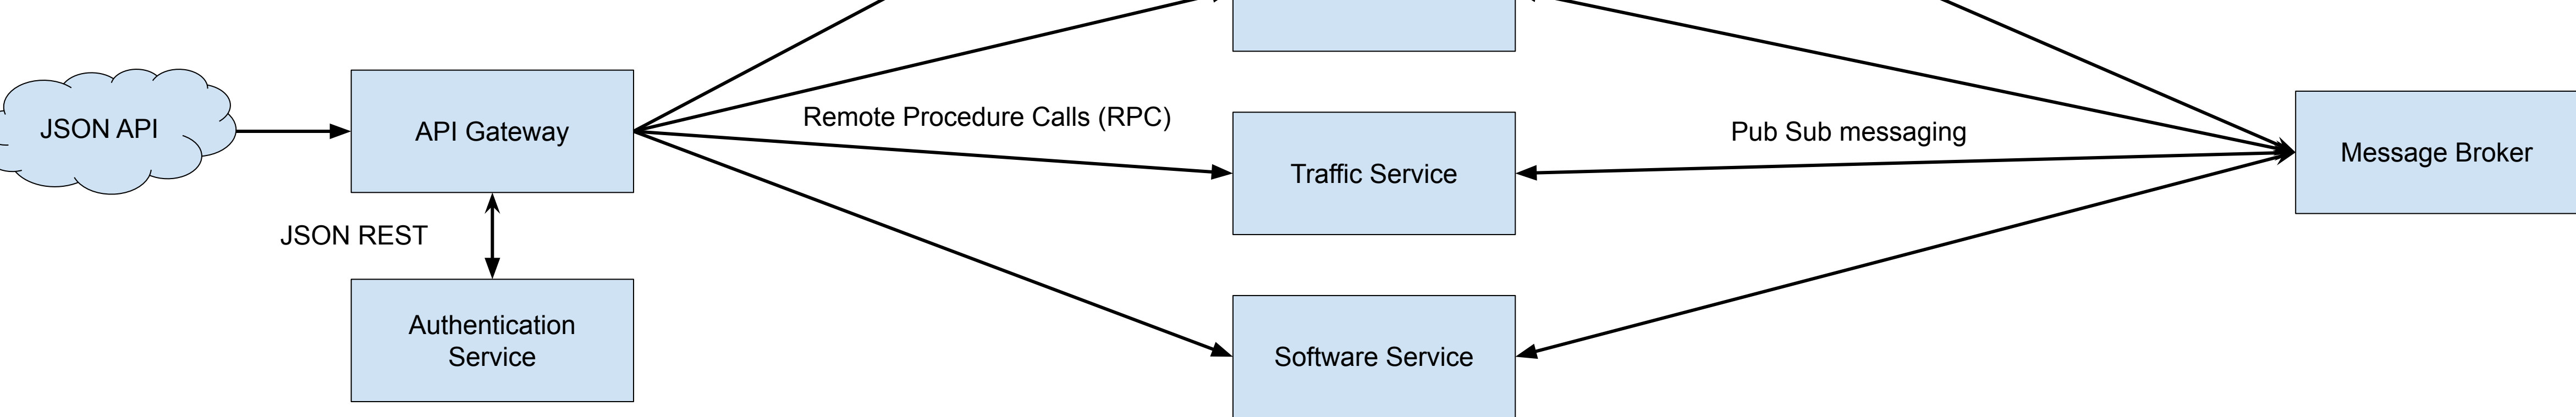 JSON API
API Gateway
Remote Procedure Calls (RPC)
Traffic Service
Pub Sub messaging
Message Broker
JSON REST
Authentication
Service
Software Service